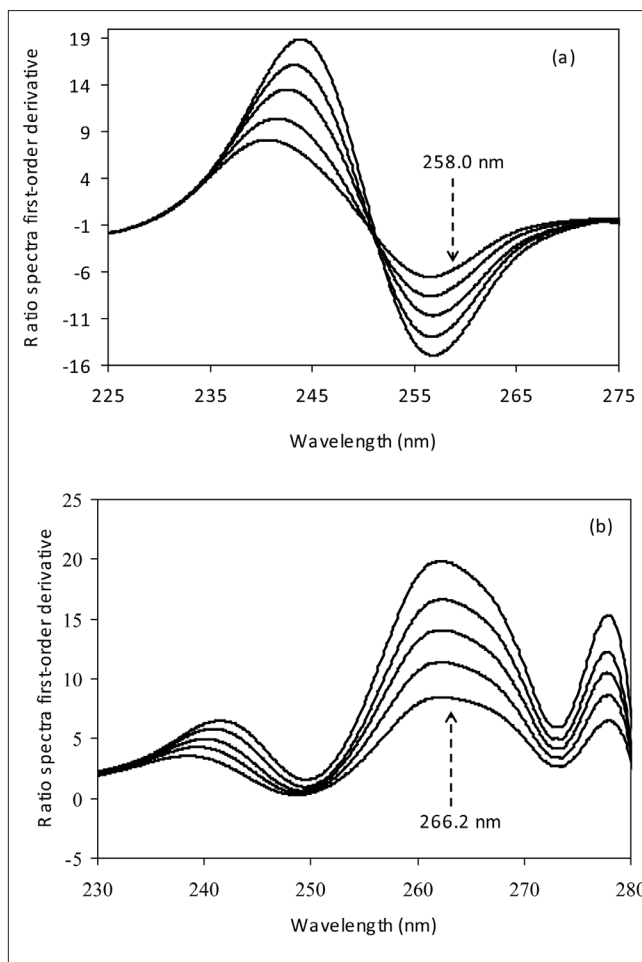 19
14
9
4
-1
-6
-11
-16
Ratio spectra first-order derivative
(a)
258.0 nm
225 235 245 255 265 275
Wavelength (nm)
25
20
15
10
5
0
-5
Ratio spectra first-order derivative
(b)
266.2 nm
230 240 250 260 270 280
Wavelength (nm)